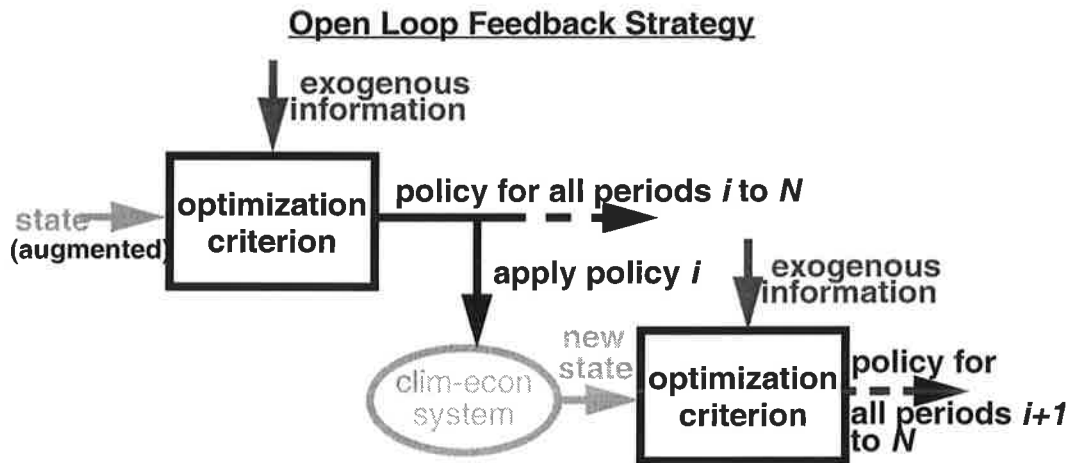 Open Loop Feedback Strategy
exogenous
information
optimization
criterion
state
(augmented)
policy for all periods i to N
apply policy i
clim-econ
system
new
state
exogenous
information
optimization
criterion
policy for
all periods i+1
to N